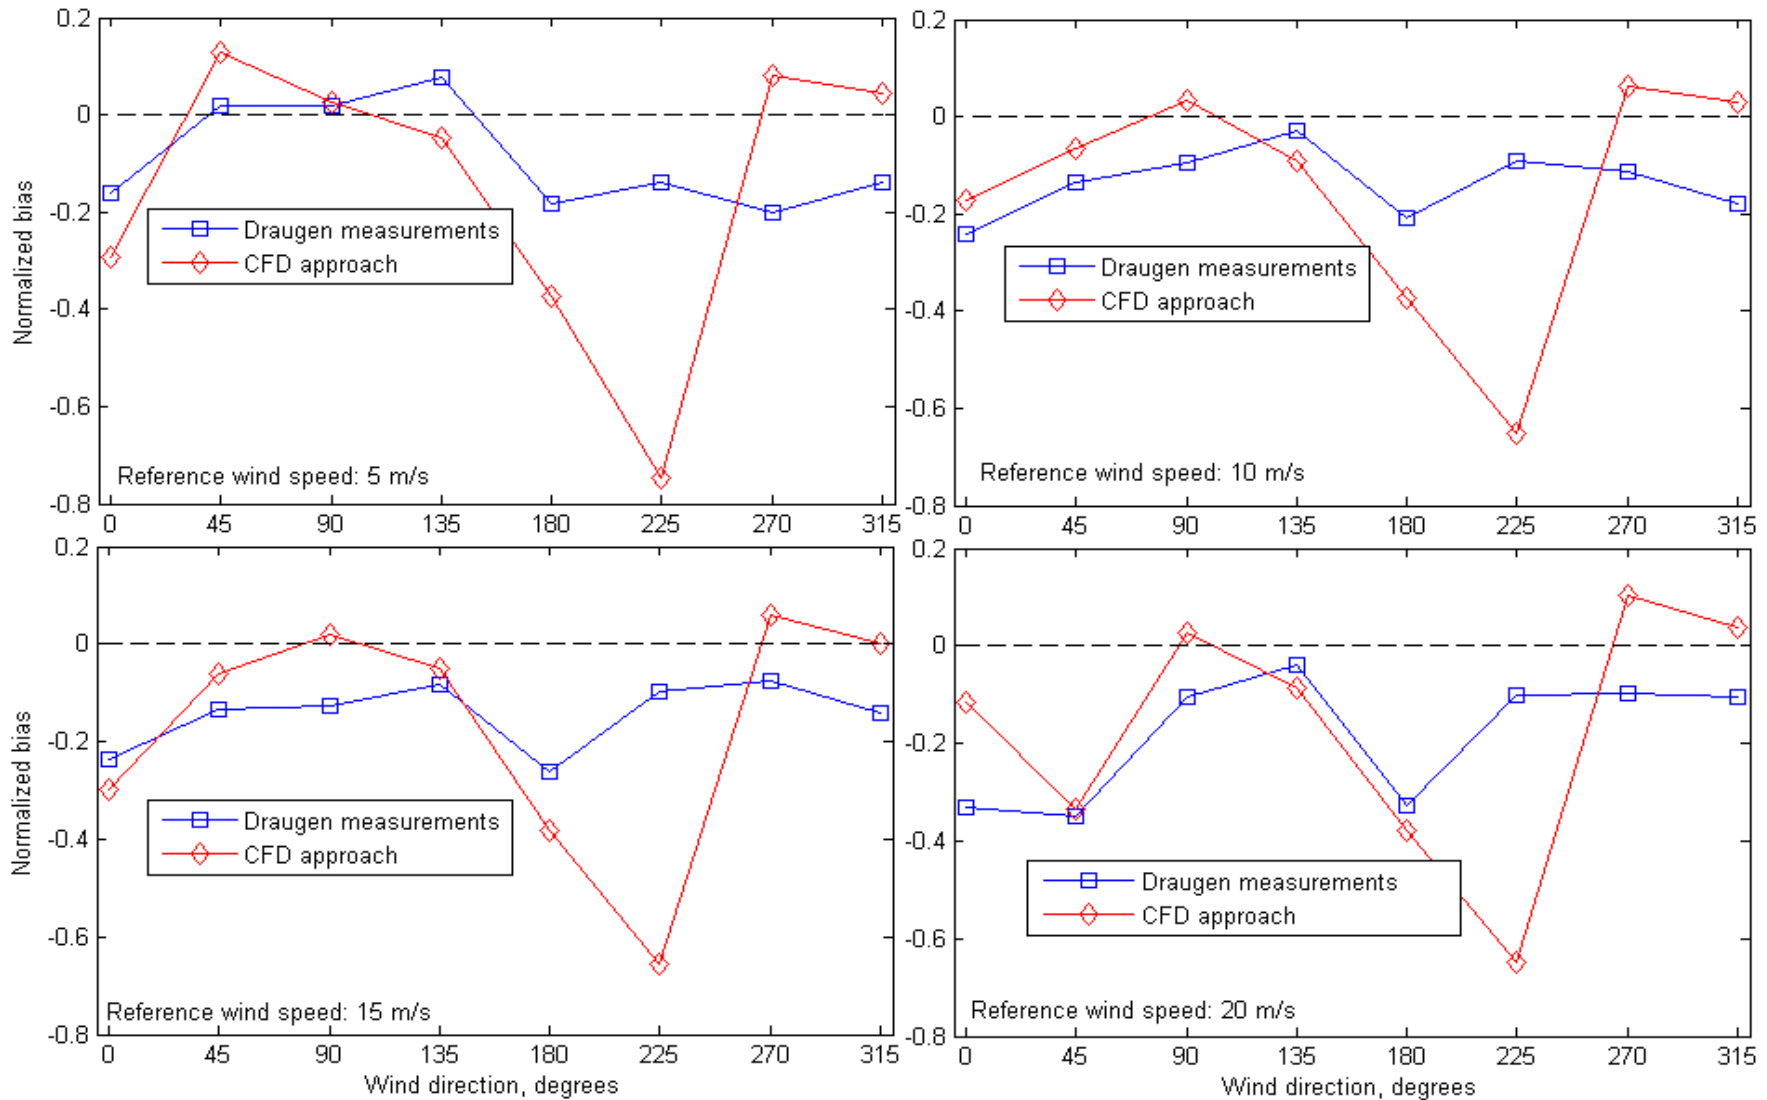 0.2
0
-0.2
-0.4
-0.6
-0.8
Normalized bias
Draugen measurements
CFD approach
Reference wind speed: 5 m/s
0 45 90 135 180 225 270 315
0.2
0
-0.2
-0.4
-0.6
-0.8
Draugen measurements
CFD approach
Reference wind speed: 10 m/s
0 45 90 135 180 225 270 315
0.2
0
-0.2
-0.4
-0.6
-0.8
Normalized bias
Draugen measurements
CFD approach
Reference wind speed: 15 m/s
0 45 90 135 180 225 270 315
Wind direction, degrees
0.2
0
-0.2
-0.4
-0.6
-0.8
Draugen measurements
CFD approach
Reference wind speed: 20 m/s
0 45 90 135 180 225 270 315
Wind direction, degrees